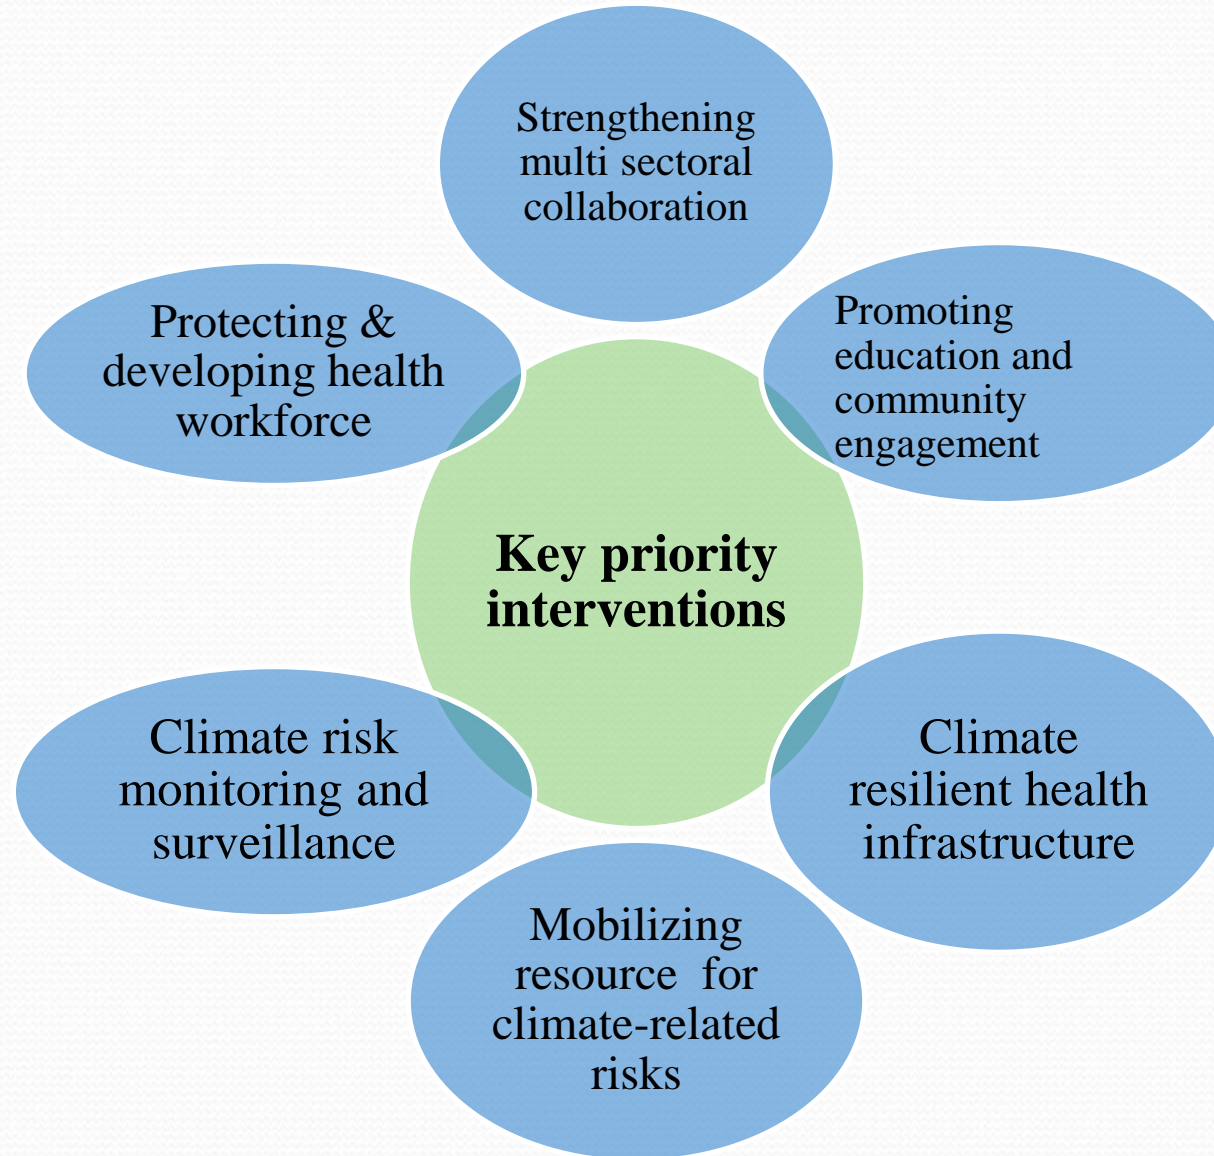 Strengthening
multi sectoral
collaboration
Protecting &
developing health
workforce
Promoting
education and
community
engagement
Key priority
interventions
Climate risk
monitoring and
surveillance
Climate
resilient health
infrastructure
Mobilizing
resource  for
climate-related
risks